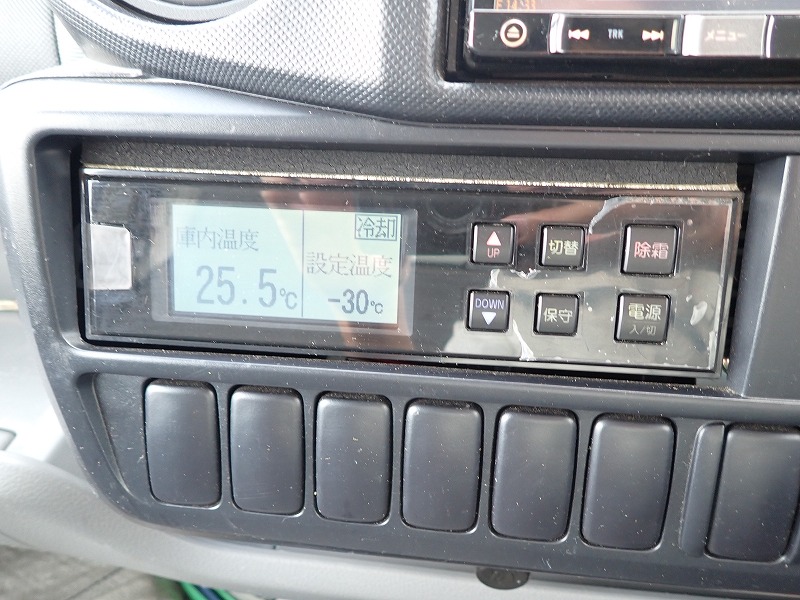 TRK
メニュー
冷却
庫内温度
設定温度
25.5℃
-30℃
UP
切替
除霜
DOWN
保守
電源
入/切